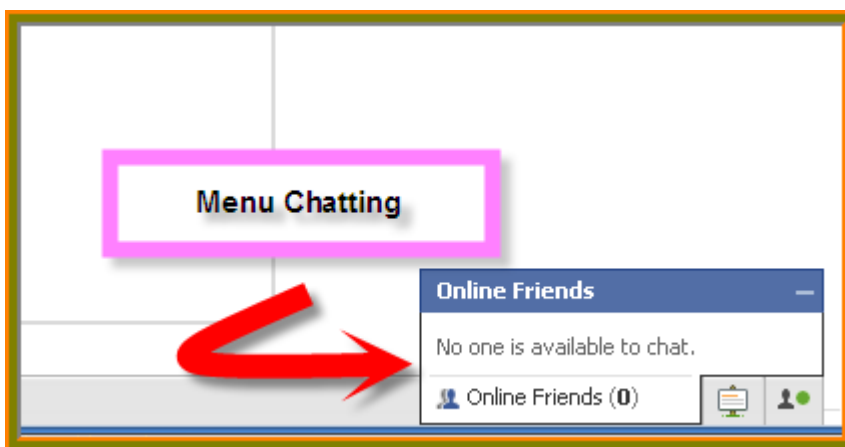 Menu Chatting
Online Friends
No one is available to chat.
Online Friends (0)